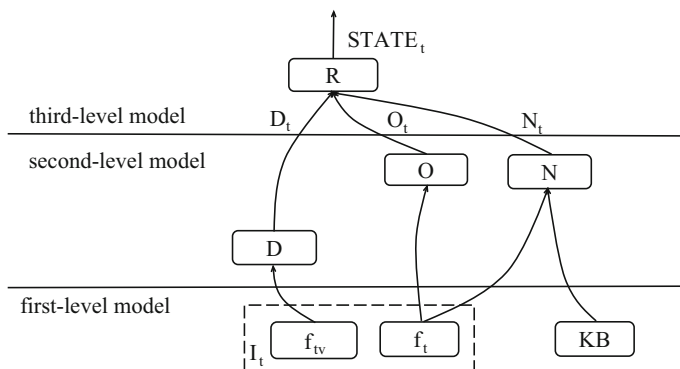 STATE_t
R
third-level model
D_t
O_t
N_t
second-level model
O
N
D
first-level model
I_t
f_tv
f_t
KB